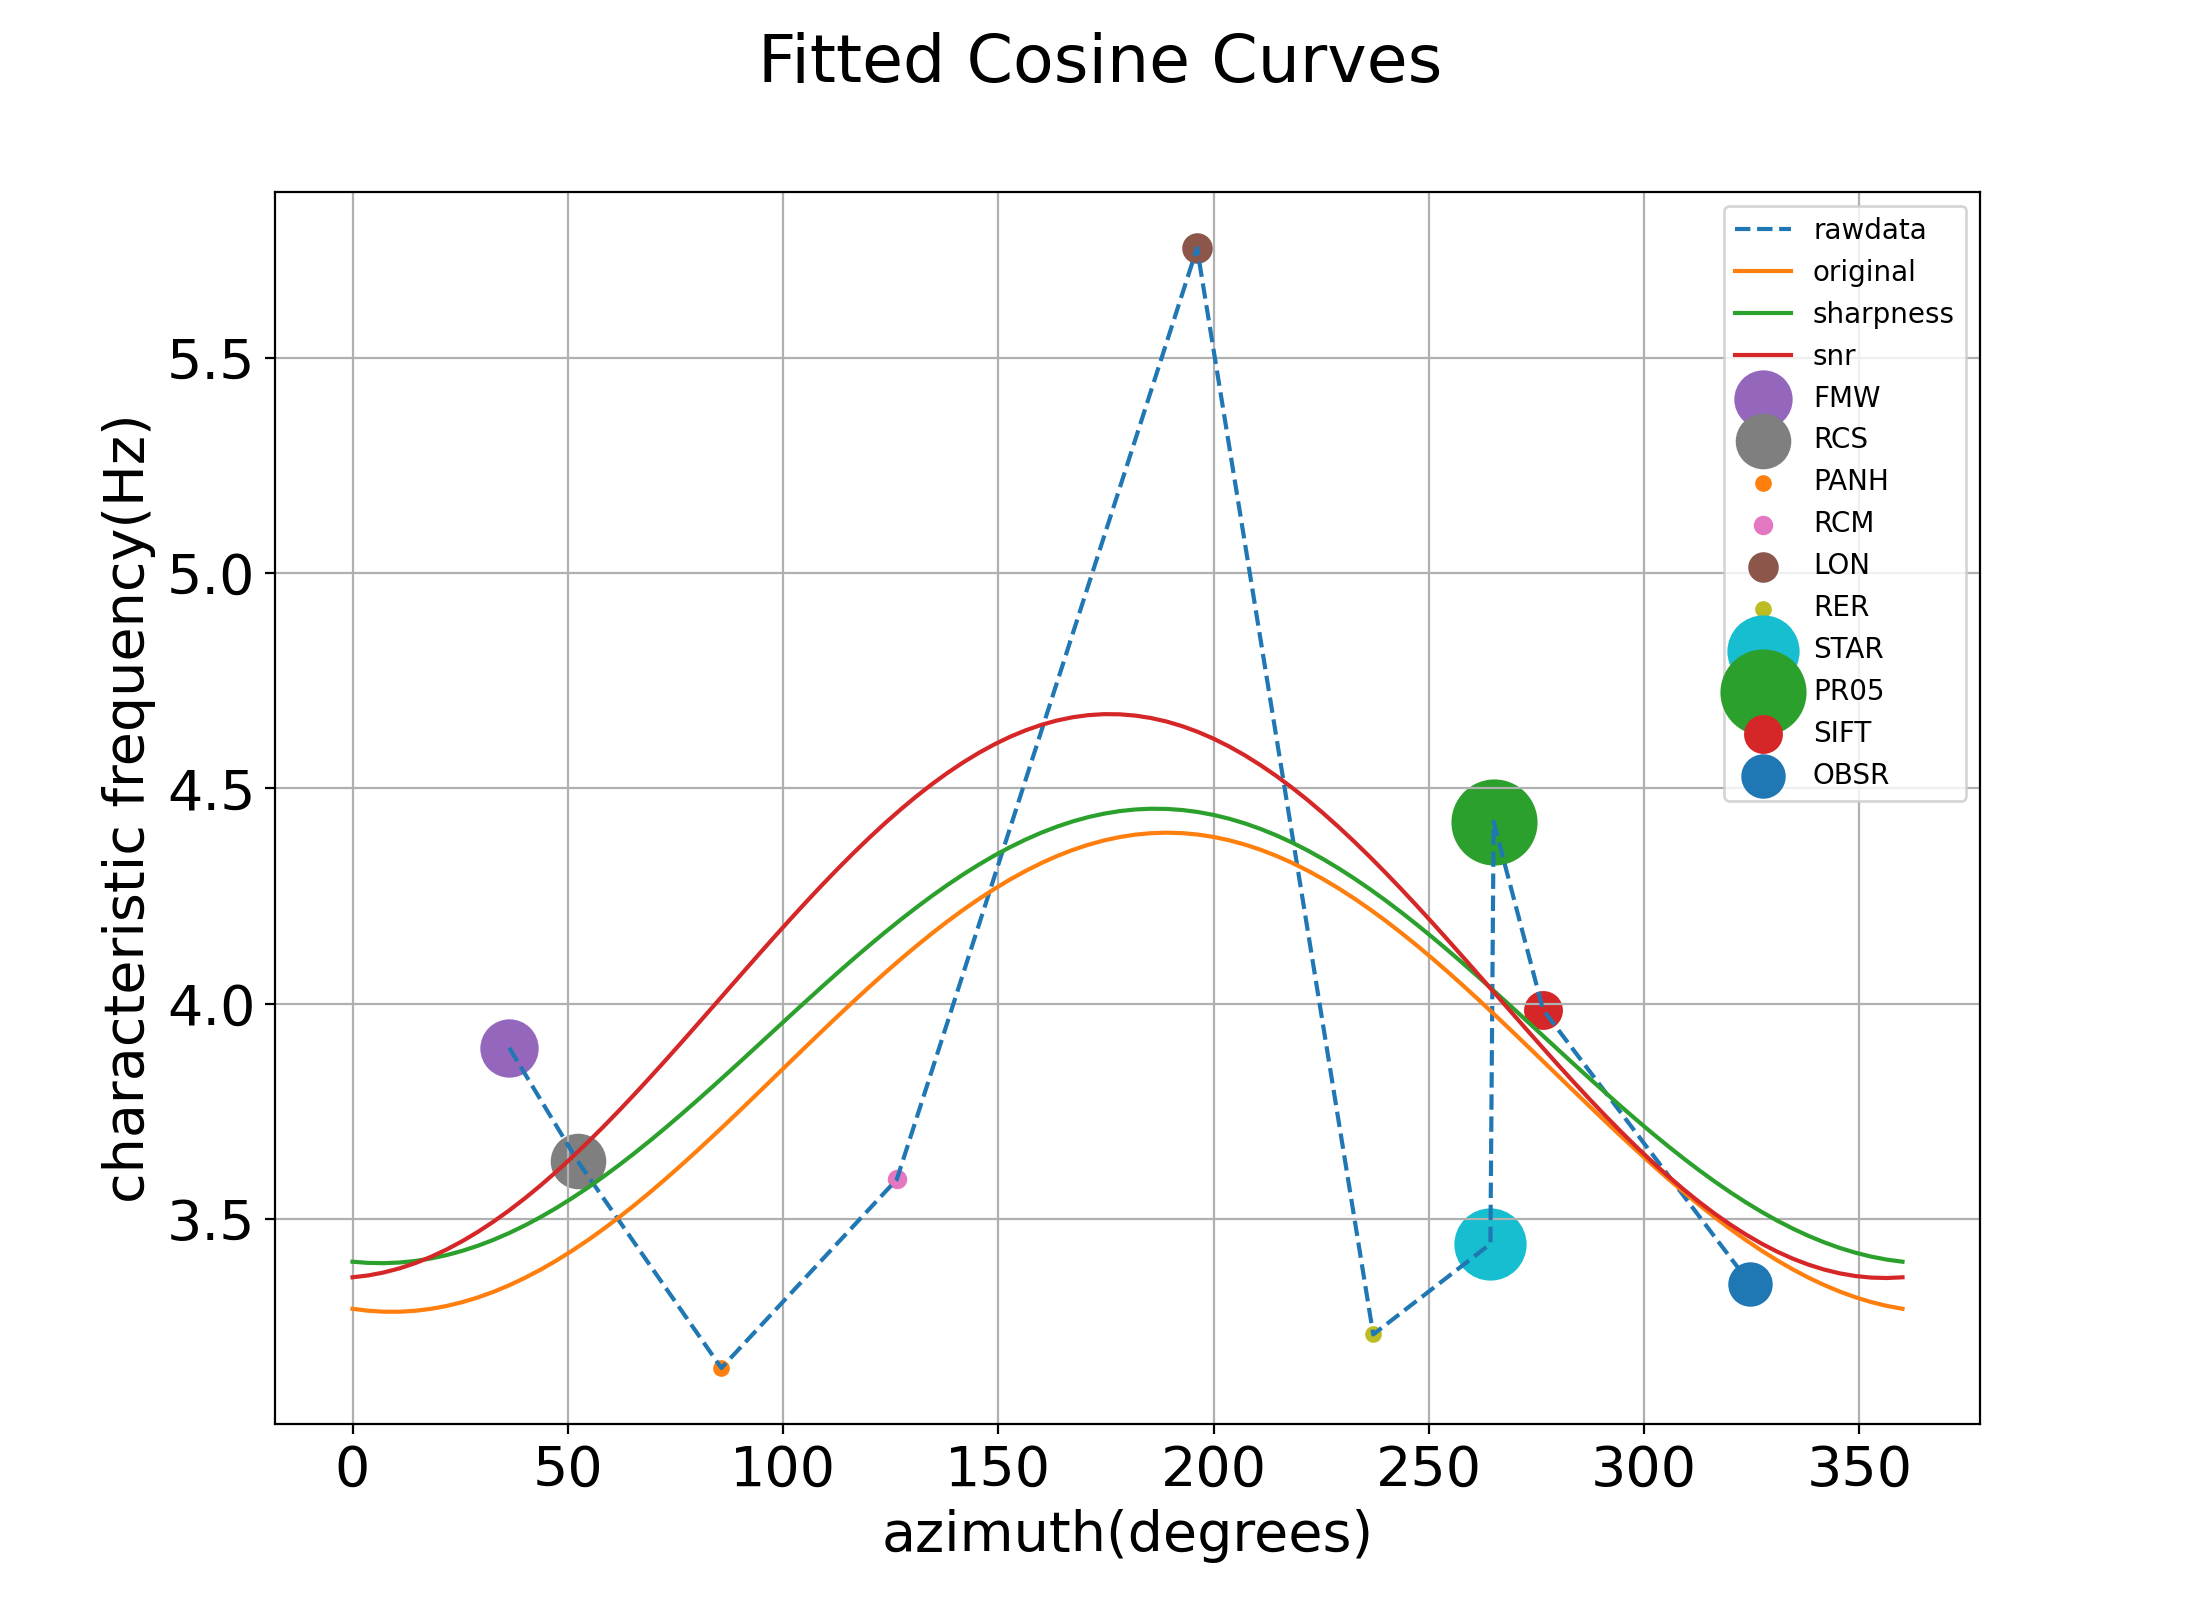 Fitted Cosine Curves
rawdata
original
sharpness
snr
FMW
RCS
PANH
RCM
LON
RER
STAR
PR05
SIFT
OBSR
characteristic frequency(Hz)
5.5
5.0
4.5
4.0
3.5
0 50 100 150 200 250 300 350
azimuth(degrees)